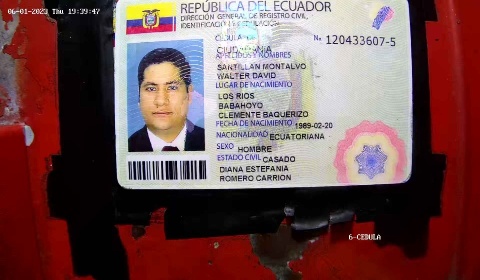 06-01-2023 Thu 19:39:47
REPÚBLICA DEL ECUADOR
DIRECCIÓN GENERAL DE REGISTRO CIVIL,
IDENTIFICACIÓN Y CEDULACIÓN
CÉDULA DE
CIUDADANÍA
No 120433607-5
APELLIDOS Y NOMBRES
SANTILLAN MONTALVO
WALTER DAVID
LUGAR DE NACIMIENTO
LOS RIOS
BABAHOYO
CLEMENTE BAQUERIZO
FECHA DE NACIMIENTO 1989-02-20
NACIONALIDAD ECUATORIANA
SEXO HOMBRE
ESTADO CIVIL CASADO
DIANA ESTEFANIA
ROMERO CARRION
6-CEDULA